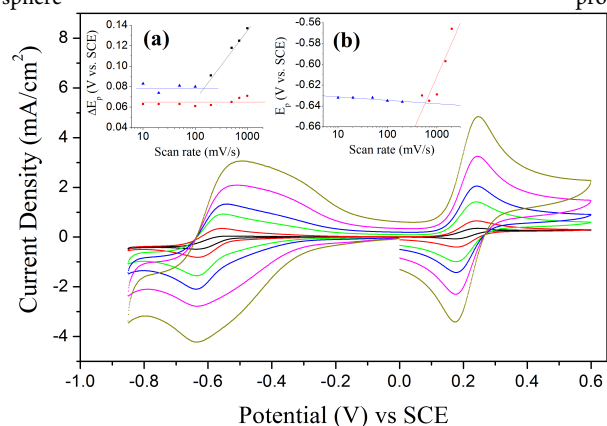 sphere pro
(a)
0.14
0.12
0.10
0.08
0.06
0.04
ΔEp (V vs. SCE)
10 100 1000
Scan rate (mV/s)
(b)
-0.56
-0.58
-0.60
-0.62
-0.64
-0.66
Ep (V vs. SCE)
10 100 1000
Scan rate (mV/s)
8
6
4
2
0
-2
-4
Current Density (mA/cm²)
-1.0 -0.8 -0.6 -0.4 -0.2 0.0 0.2 0.4 0.6
Potential (V) vs SCE